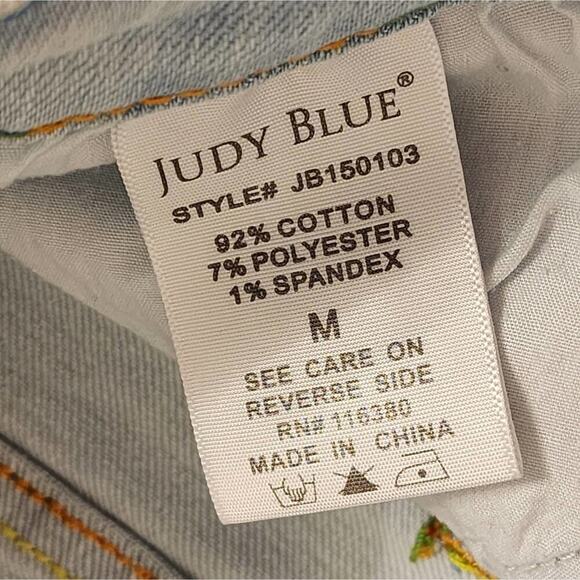 JUDY BLUE®
STYLE# JB150103
92% COTTON
7% POLYESTER
1% SPANDEX
M
SEE CARE ON
REVERSE SIDE
RN# 116380
MADE IN CHINA